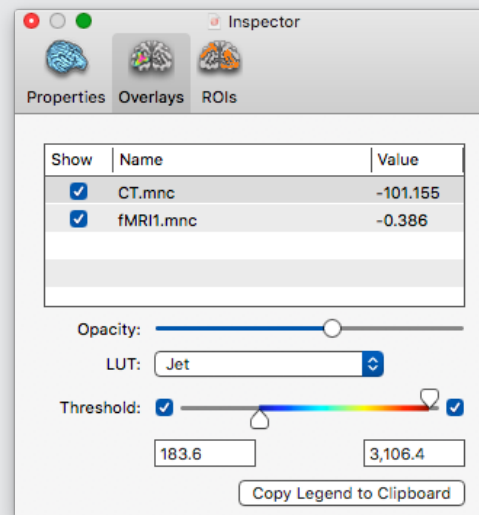 Inspector
Properties Overlays ROIs
Show Name Value
CT.mnc -101.155
fMRI1.mnc -0.386
Opacity:
LUT: Jet
Threshold:
183.6 3,106.4
Copy Legend to Clipboard